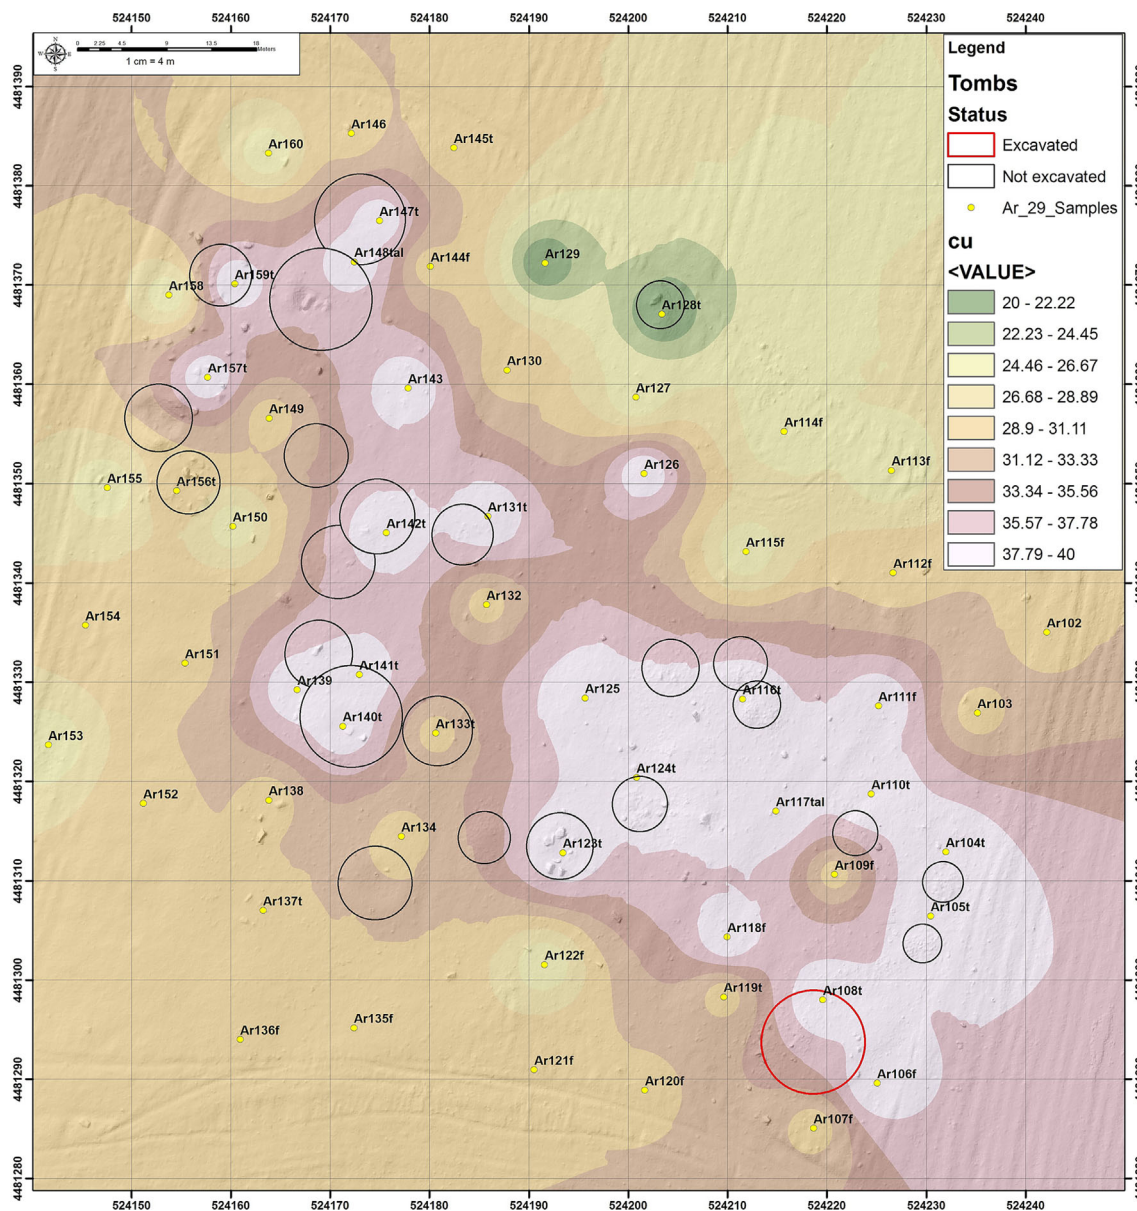 524150 524160 524170 524180 524190 524200 524210 524220 524230 524240
N
W E
S
0 2.25 4.5 9 13.5 18
Meters
1 cm = 4 m
Legend
Tombs
Status
Excavated
Not excavated
Ar_29_Samples
cu
<VALUE>
20 - 22.22
22.23 - 24.45
24.46 - 26.67
26.68 - 28.89
28.9 - 31.11
31.12 - 33.33
33.34 - 35.56
35.57 - 37.78
37.79 - 40
4481390
4481380
4481370
4481360
4481350
4481340
4481330
4481320
4481310
4481300
4481290
4481280
Ar146
Ar160
Ar145t
Ar147t
Ar148tal
Ar144f
Ar129
Ar159t
Ar158
Ar128t
Ar157t
Ar143
Ar130
Ar127
Ar149
Ar114f
Ar155
Ar156t
Ar126
Ar113f
Ar150
Ar142t
Ar131t
Ar115f
Ar112f
Ar132
Ar154
Ar102
Ar151
Ar139
Ar141t
Ar125
Ar116t
Ar111f
Ar103
Ar140t
Ar133t
Ar153
Ar124t
Ar152
Ar138
Ar117tal
Ar110t
Ar134
Ar123t
Ar104t
Ar109f
Ar137t
Ar105t
Ar118f
Ar122f
Ar119t
Ar108t
Ar136f
Ar135f
Ar121f
Ar120f
Ar106f
Ar107f
524150 524160 524170 524180 524190 524200 524210 524220 524230 524240